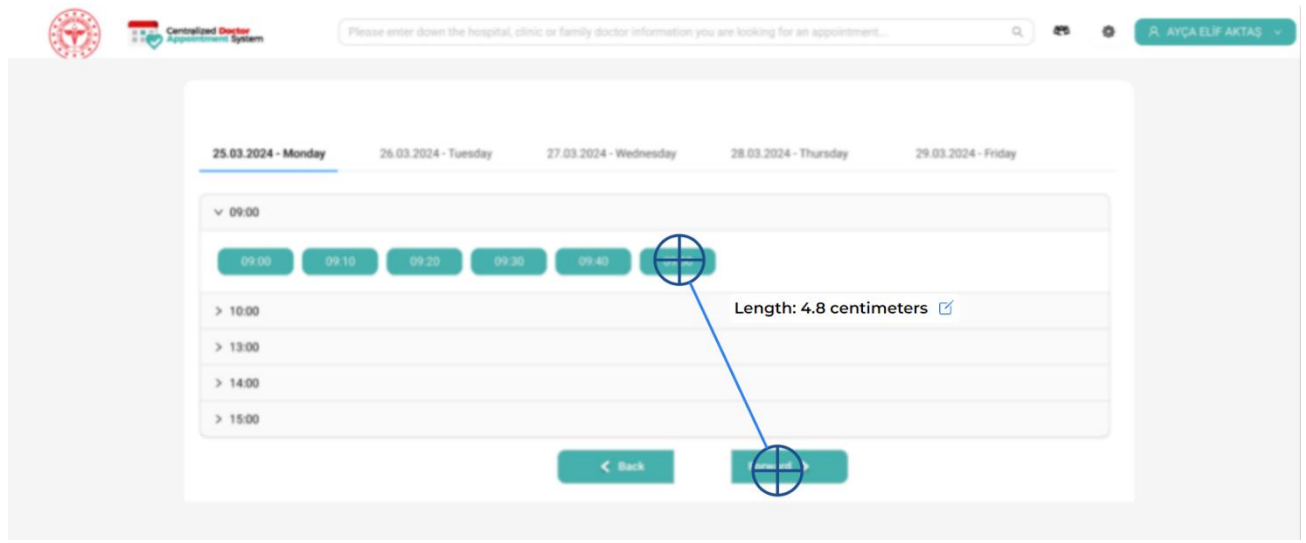 Centralized Doctor
Appointment System
Please enter down the hospital, clinic or family doctor information you are looking for an appointment...
AYÇA ELİF AKTAŞ
25.03.2024 - Monday
26.03.2024 - Tuesday
27.03.2024 - Wednesday
28.03.2024 - Thursday
29.03.2024 - Friday
09:00
09:00
09:10
09:20
09:30
09:40
Length: 4.8 centimeters
10:00
13:00
14:00
15:00
Back